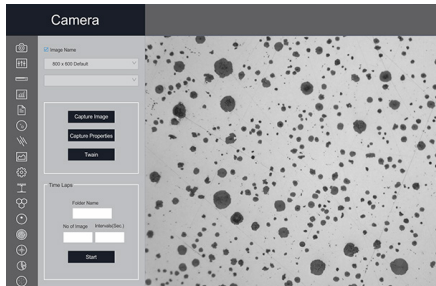 Camera
Image Name
800 x 600 Default
Capture Image
Capture Properties
Twain
Time Laps
Folder Name
No of Image Intervals(Sec.)
Start